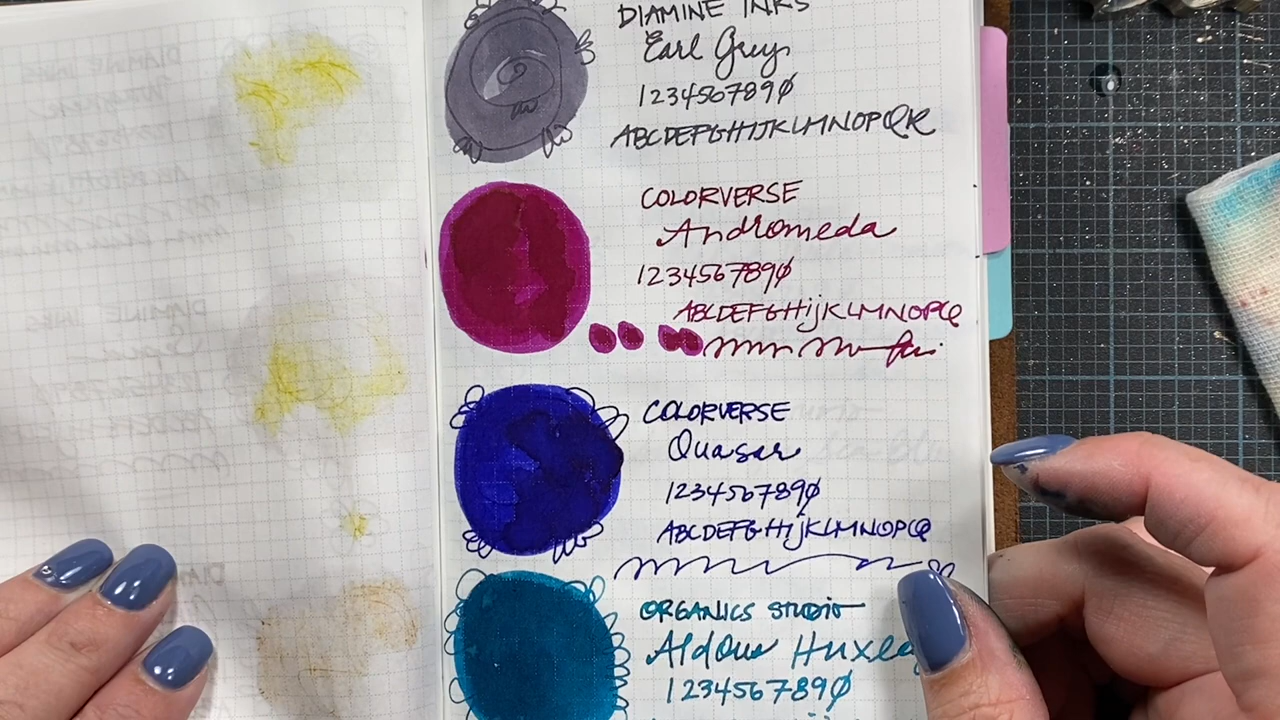 DIAMINE INKS
Earl Grey
1234567890
ABCDEFGHIJKLMNOPQR
COLORVERSE
Andromeda
1234567890
ABCDEFGHijKLMNOPQ
COLORVERSE
Quasar
1234567890
ABCDEFGHijKLMNOPQ
ORGANICS STUDIO
Aldous Huxley
1234567890